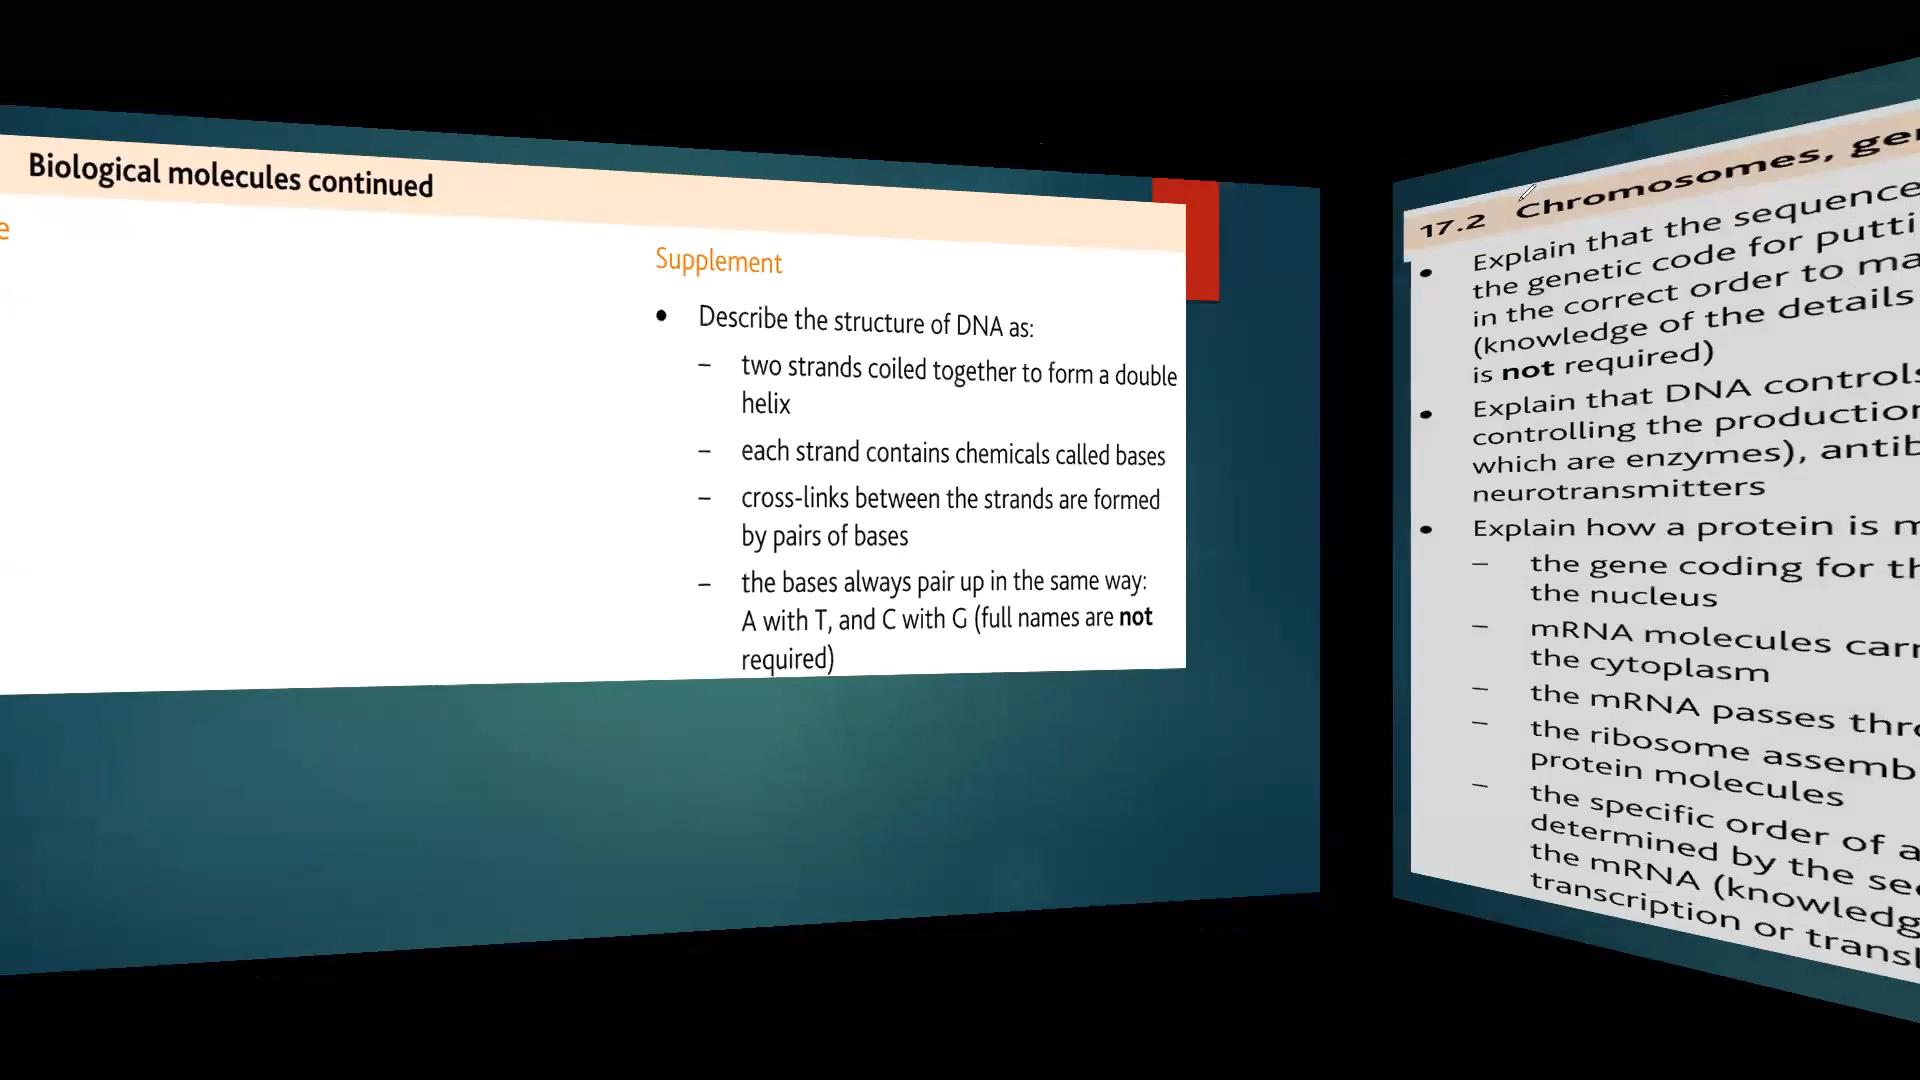 Biological molecules continued
e
Supplement
• Describe the structure of DNA as:
– two strands coiled together to form a double
helix
– each strand contains chemicals called bases
– cross-links between the strands are formed
by pairs of bases
– the bases always pair up in the same way:
A with T, and C with G (full names are not
required)
17.2 Chromosomes, ge
• Explain that the sequence
the genetic code for putti
in the correct order to ma
(knowledge of the details
is not required)
• Explain that DNA controls
controlling the production
which are enzymes), antib
neurotransmitters
• Explain how a protein is m
– the gene coding for th
the nucleus
– mRNA molecules carr
the cytoplasm
– the mRNA passes thro
– the ribosome assemb
protein molecules
– the specific order of a
determined by the se
the mRNA (knowledg
transcription or transl